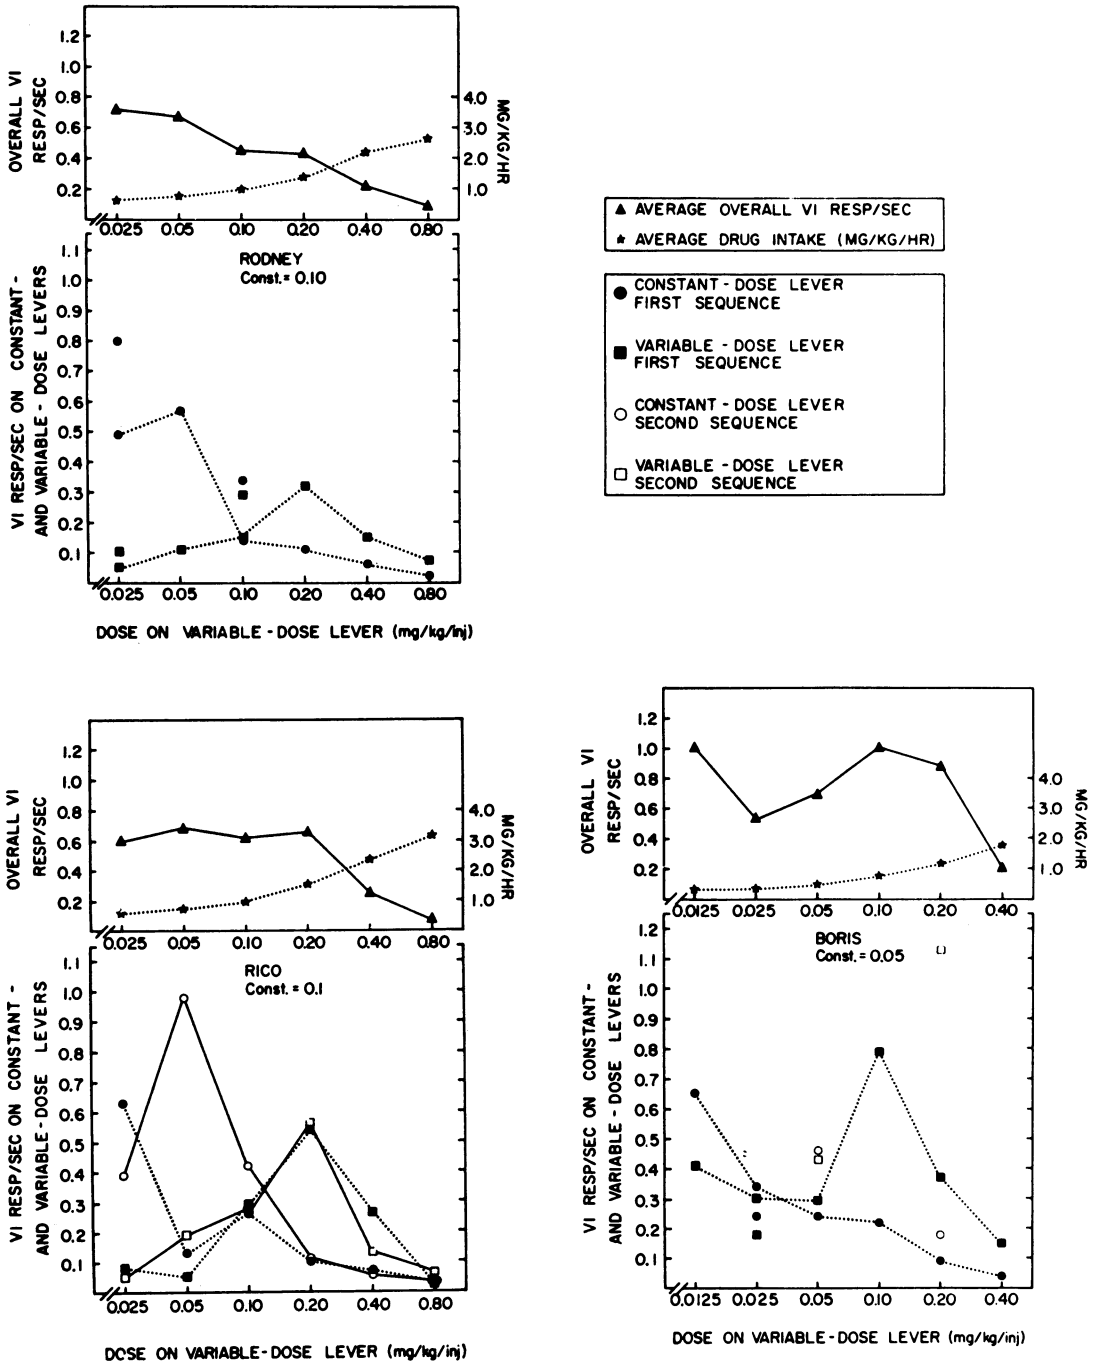 OVERALL VI
RESP/SEC
1.2
1.0
0.8
0.6
0.4
0.2
4.0
3.0
2.0
1.0
MG/KG/HR
0.025 0.05 0.10 0.20 0.40 0.80
▲ AVERAGE OVERALL VI RESP/SEC
★ AVERAGE DRUG INTAKE (MG/KG/HR)
● CONSTANT-DOSE LEVER
FIRST SEQUENCE
■ VARIABLE-DOSE LEVER
FIRST SEQUENCE
○ CONSTANT-DOSE LEVER
SECOND SEQUENCE
□ VARIABLE-DOSE LEVER
SECOND SEQUENCE
RODNEY
Const.= 0.10
VI RESP/SEC ON CONSTANT-
AND VARIABLE-DOSE LEVERS
1.1
1.0
0.9
0.8
0.7
0.6
0.5
0.4
0.3
0.2
0.1
0.025 0.05 0.10 0.20 0.40 0.80
DOSE ON VARIABLE-DOSE LEVER (mg/kg/inj)
OVERALL VI
RESP/SEC
1.2
1.0
0.8
0.6
0.4
0.2
4.0
3.0
2.0
1.0
MG/KG/HR
0.025 0.05 0.10 0.20 0.40 0.80
RICO
Const. = 0.1
VI RESP/SEC ON CONSTANT-
AND VARIABLE-DOSE LEVERS
1.1
1.0
0.9
0.8
0.7
0.6
0.5
0.4
0.3
0.2
0.1
0.025 0.05 0.10 0.20 0.40 0.80
DOSE ON VARIABLE-DOSE LEVER (mg/kg/inj)
OVERALL VI
RESP/SEC
1.2
1.0
0.8
0.6
0.4
0.2
4.0
3.0
2.0
1.0
MG/KG/HR
0.0125 0.025 0.05 0.10 0.20 0.40
BORIS
Const. = 0.05
VI RESP/SEC ON CONSTANT-
AND VARIABLE-DOSE LEVERS
1.2
1.1
1.0
0.9
0.8
0.7
0.6
0.5
0.4
0.3
0.2
0.1
0.0125 0.025 0.05 0.10 0.20 0.40
DOSE ON VARIABLE-DOSE LEVER (mg/kg/inj)